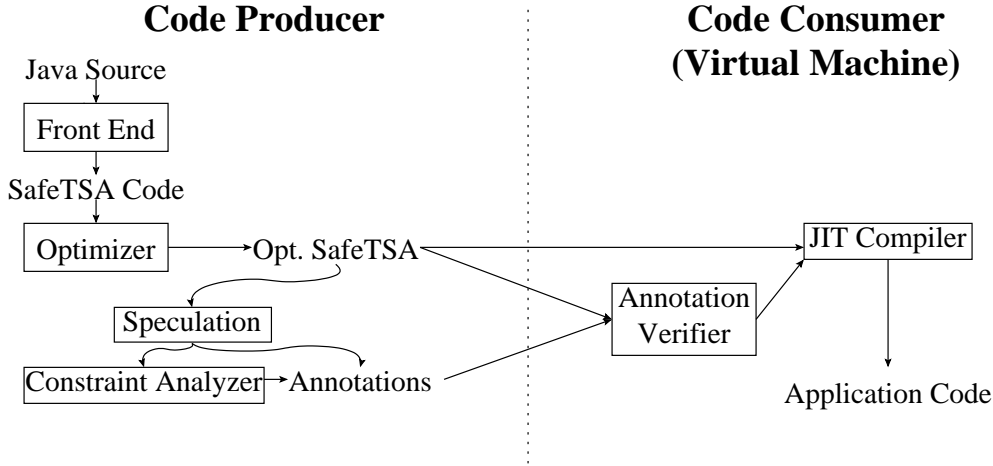 Code Producer
Code Consumer
(Virtual Machine)
Java Source
Front End
SafeTSA Code
Optimizer
Opt. SafeTSA
JIT Compiler
Speculation
Annotation
Verifier
Constraint Analyzer
Annotations
Application Code